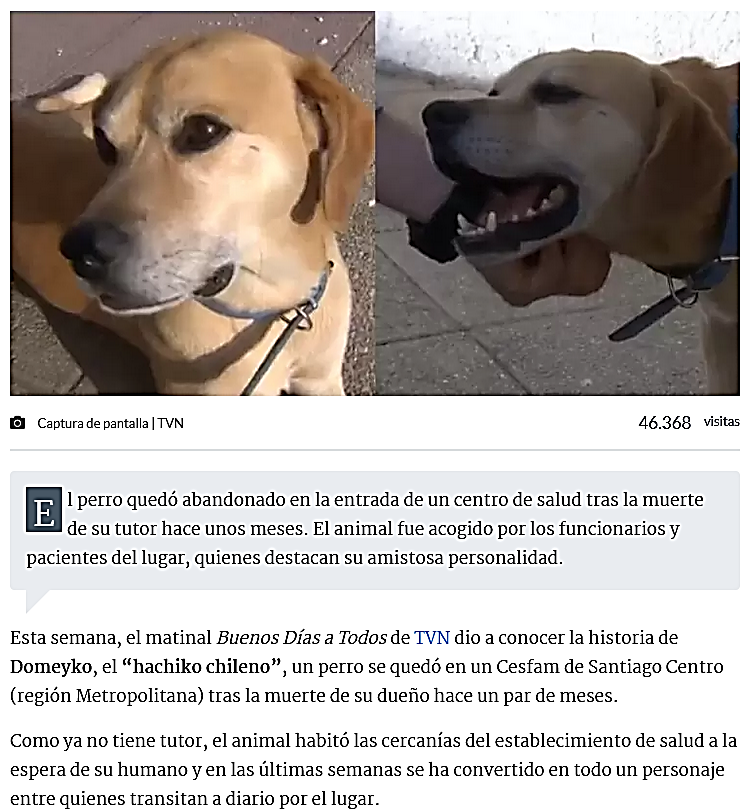 Captura de pantalla | TVN
46.368 visitas
El perro quedó abandonado en la entrada de un centro de salud tras la muerte
de su tutor hace unos meses. El animal fue acogido por los funcionarios y
pacientes del lugar, quienes destacan su amistosa personalidad.
Esta semana, el matinal Buenos Días a Todos de TVN dio a conocer la historia de
Domeyko, el “hachiko chileno”, un perro se quedó en un Cesfam de Santiago Centro
(región Metropolitana) tras la muerte de su dueño hace un par de meses.
Como ya no tiene tutor, el animal habitó las cercanías del establecimiento de salud a la
espera de su humano y en las últimas semanas se ha convertido en todo un personaje
entre quienes transitan a diario por el lugar.